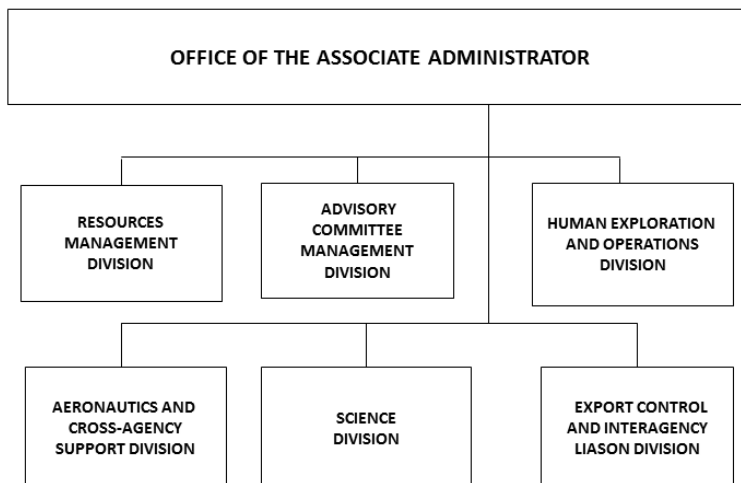 OFFICE OF THE ASSOCIATE ADMINISTRATOR
RESOURCES
MANAGEMENT
DIVISION
ADVISORY
COMMITTEE
MANAGEMENT
DIVISION
HUMAN EXPLORATION
AND OPERATIONS
DIVISION
AERONAUTICS AND
CROSS-AGENCY
SUPPORT DIVISION
SCIENCE
DIVISION
EXPORT CONTROL
AND INTERAGENCY
LIASON DIVISION